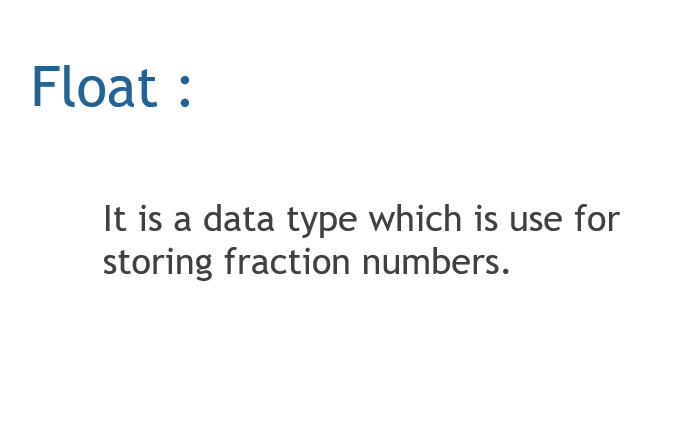 Float :
It is a data type which is use for
storing fraction numbers.